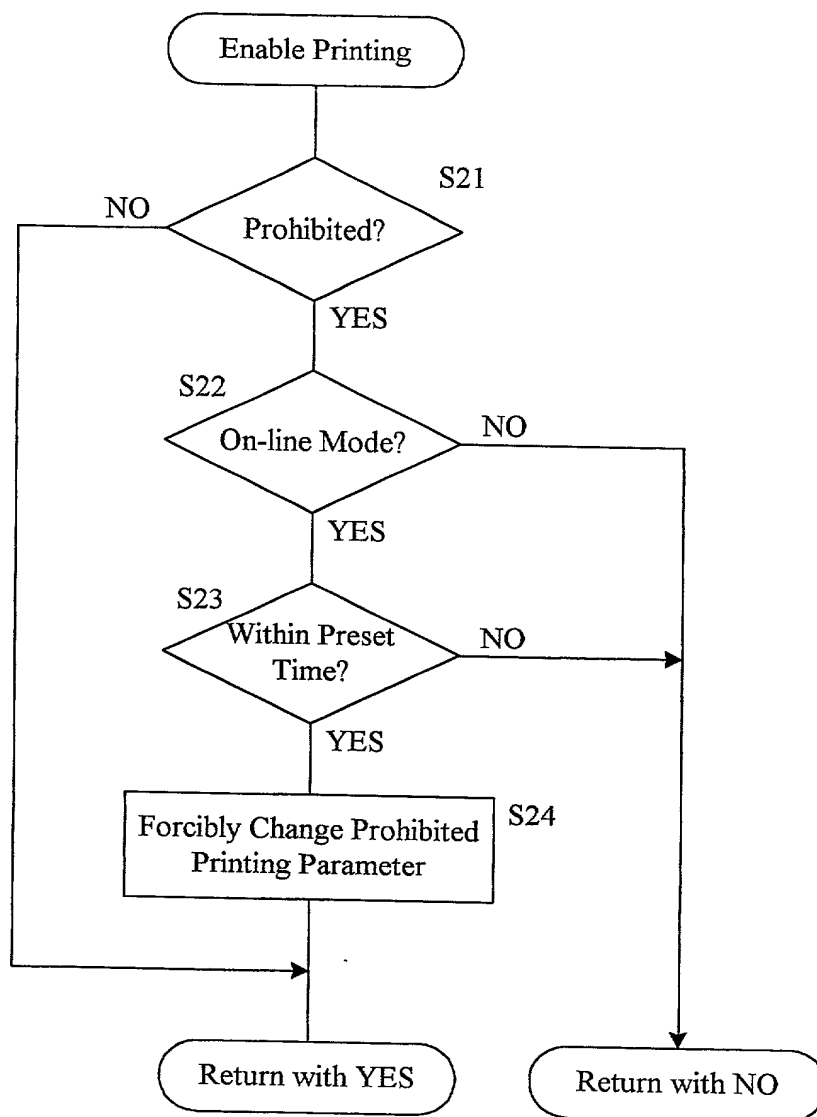 Enable Printing
S21
NO
Prohibited?
YES
S22
On-line Mode?
NO
YES
S23
Within Preset
Time?
NO
YES
Forcibly Change Prohibited
Printing Parameter
S24
Return with YES
Return with NO